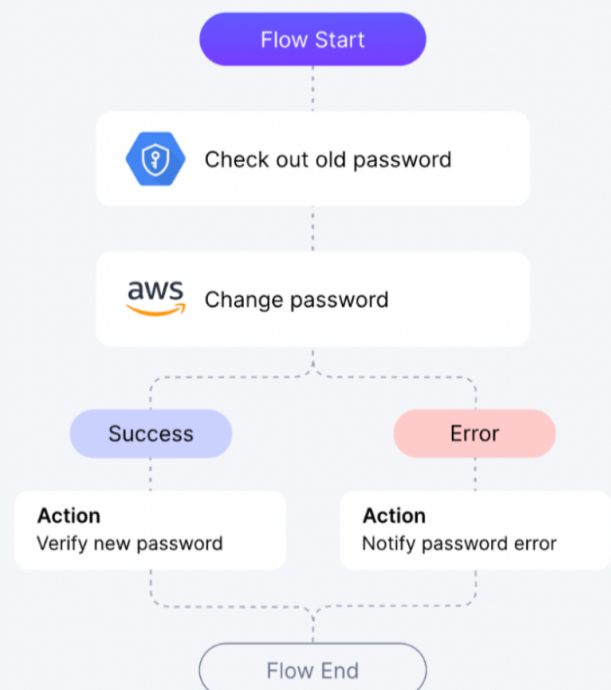 Flow Start
Check out old password
aws
Change password
Success
Error
Action
Verify new password
Action
Notify password error
Flow End